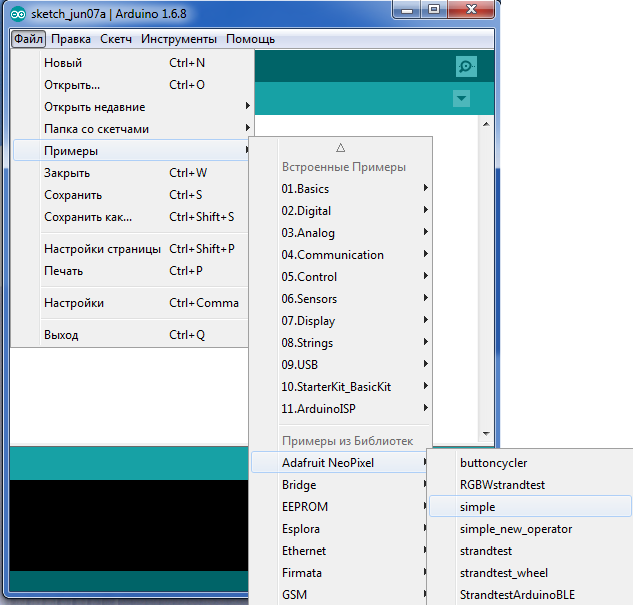 sketch_jun07a | Arduino 1.6.8
Файл Правка Скетч Инструменты Помощь
Новый Ctrl+N
Открыть... Ctrl+O
Открыть недавние
Папка со скетчами
Примеры
Закрыть Ctrl+W
Сохранить Ctrl+S
Сохранить как... Ctrl+Shift+S
Настройки страницы Ctrl+Shift+P
Печать Ctrl+P
Настройки Ctrl+Comma
Выход Ctrl+Q
Встроенные Примеры
01.Basics
02.Digital
03.Analog
04.Communication
05.Control
06.Sensors
07.Display
08.Strings
09.USB
10.StarterKit_BasicKit
11.ArduinoISP
Примеры из Библиотек
Adafruit NeoPixel
Bridge
EEPROM
Esplora
Ethernet
Firmata
GSM
buttoncycler
RGBWstrandtest
simple
simple_new_operator
strandtest
strandtest_wheel
StrandtestArduinoBLE